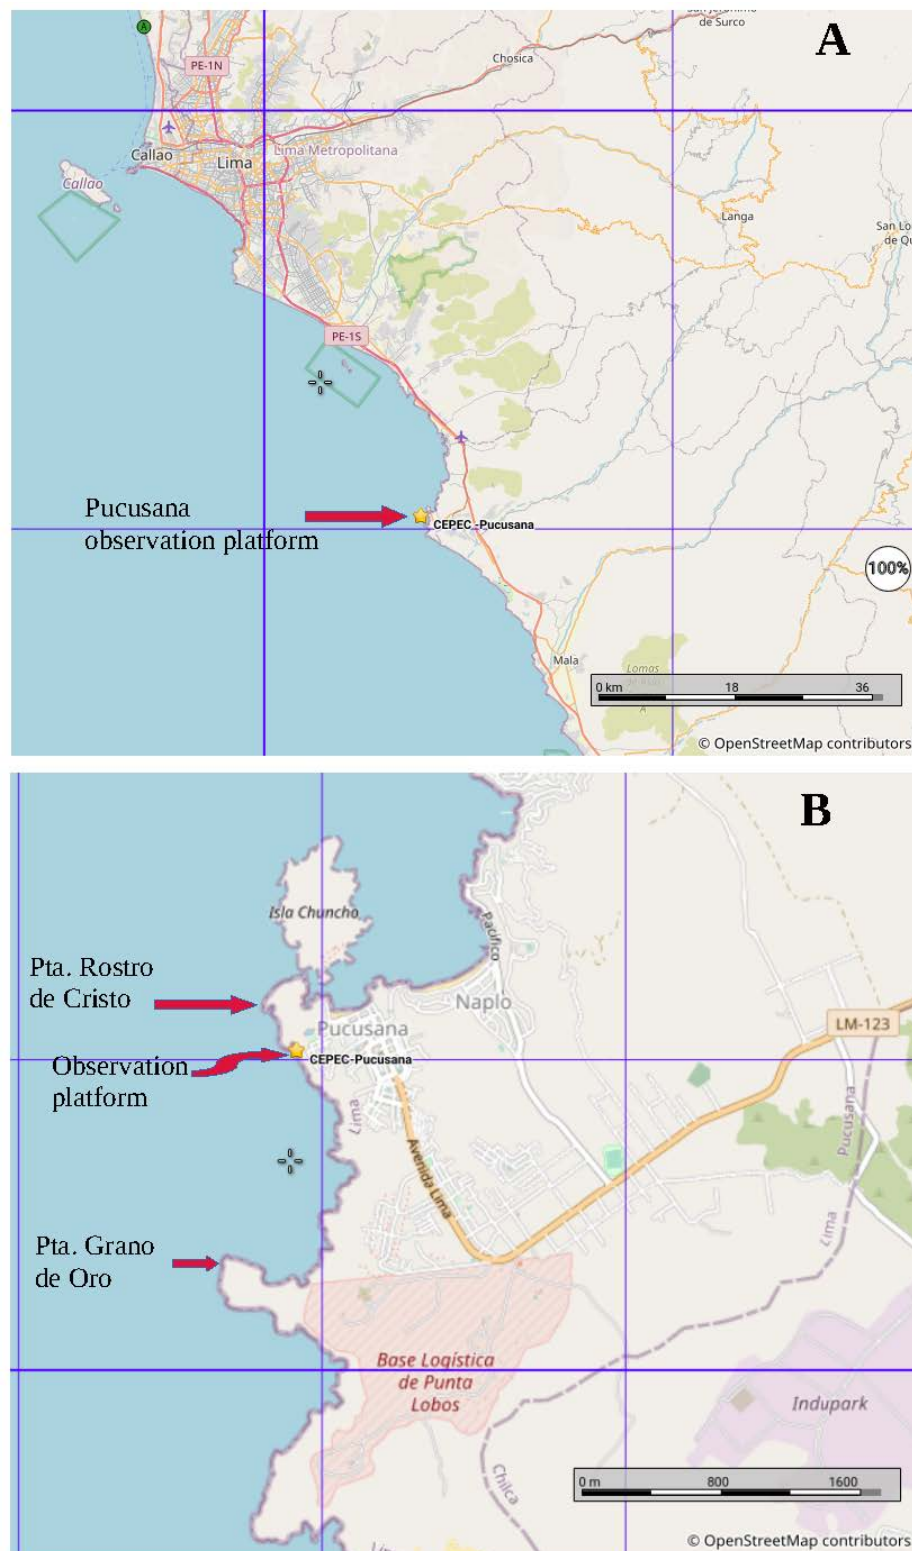 A
de Surco
Chosica
PE-1N
Callao
Lima
Lima Metropolitana
Callao
Langa
PE-1S
Pucusana
observation platform
CEPEC -Pucusana
100%
Mala
Lomas
0 km 18 36
© OpenStreetMap contributors
B
Isla Chuncho
Pacífico
Pta. Rostro
de Cristo
Naplo
Pucusana
LM-123
Observation
platform
CEPEC-Pucusana
Lima
Pucusana
Avenida Lima
Lima
Pta. Grano
de Oro
Base Logística
de Punta
Lobos
Indupark
Chilca
0 m 800 1600
© OpenStreetMap contributors